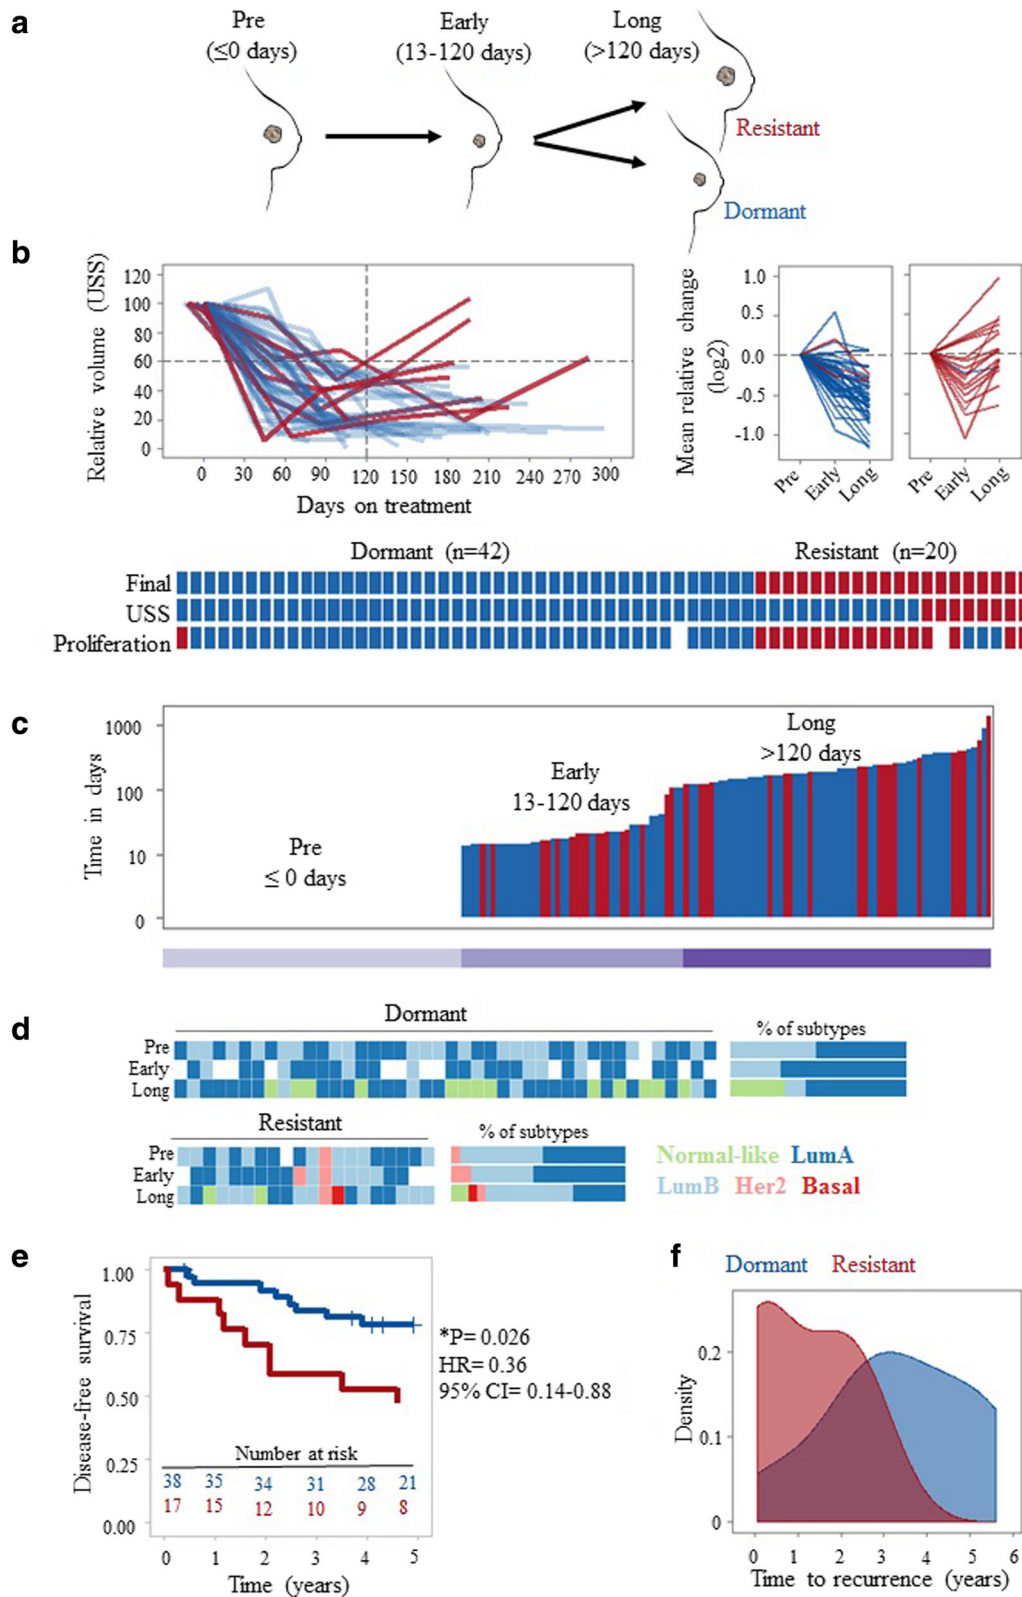 a
Pre
(≤0 days)
Early
(13-120 days)
Long
(>120 days)
Resistant
Dormant
b
Relative volume (USS)
120
100
80
60
40
20
0
0 30 60 90 120 150 180 210 240 270 300
Days on treatment
Mean relative change
(log2)
1.0
0.5
0.0
-0.5
-1.0
Pre Early Long
Pre Early Long
Dormant (n=42)
Resistant (n=20)
Final
USS
Proliferation
c
Time in days
1000
100
10
0
Pre
≤ 0 days
Early
13-120 days
Long
>120 days
d
Dormant
% of subtypes
Pre
Early
Long
Resistant
% of subtypes
Pre
Early
Long
Normal-like LumA
LumB Her2 Basal
e
Disease-free survival
1.00
0.75
0.50
0.25
0.00
*P= 0.026
HR= 0.36
95% CI= 0.14-0.88
Number at risk
38 35 34 31 28 21
17 15 12 10 9 8
0 1 2 3 4 5
Time (years)
f
Dormant Resistant
Density
0.2
0.1
0
0 1 2 3 4 5 6
Time to recurrence (years)